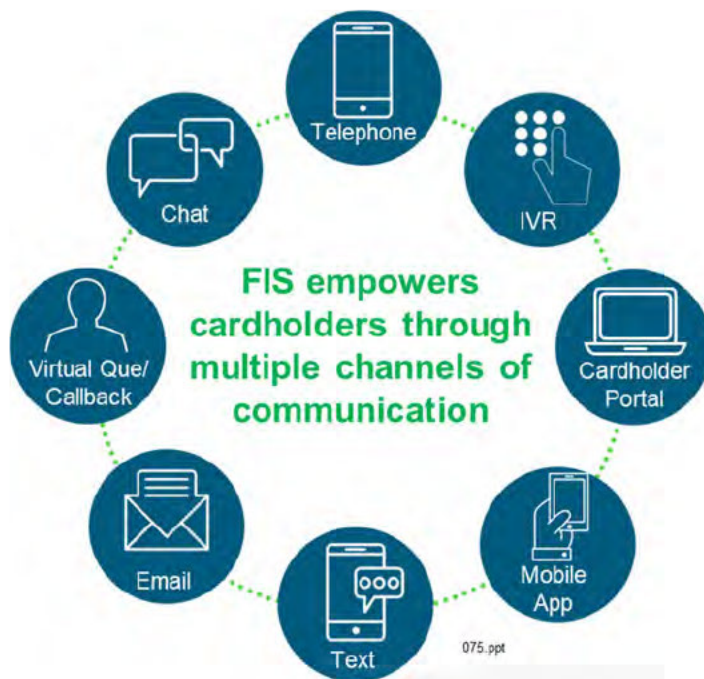 Telephone
IVR
Cardholder
Portal
Mobile
App
Text
Email
Virtual Que/
Callback
Chat
FIS empowers
cardholders through
multiple channels of
communication
075.ppt